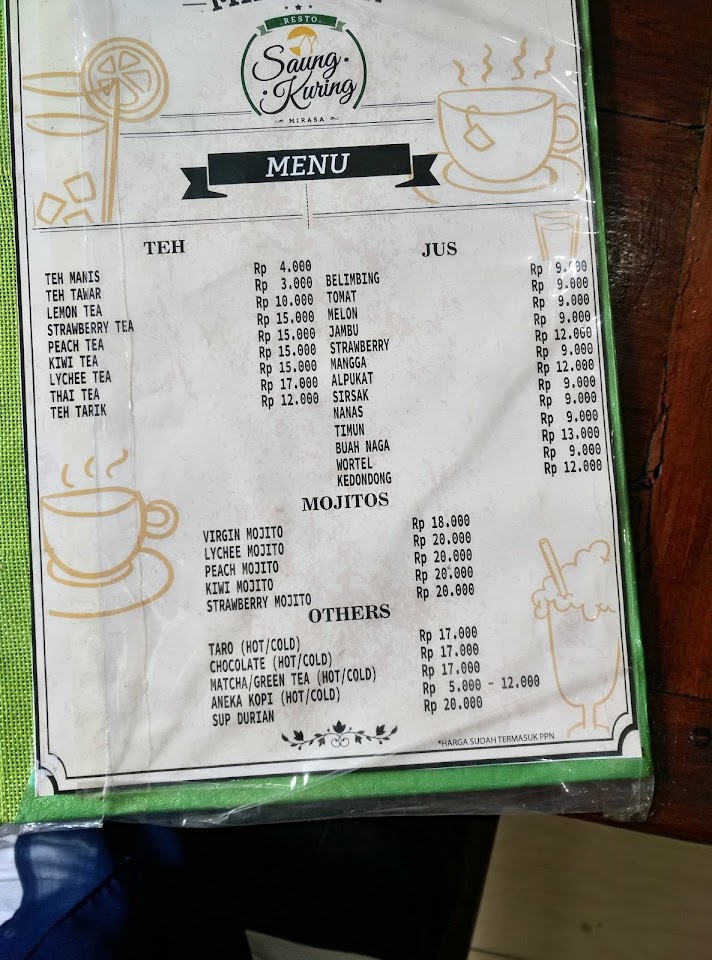 RESTO
Saung
Kuring
MIRASA
MENU
TEH
TEH MANIS Rp 4.000
TEH TAWAR Rp 3.000
LEMON TEA Rp 10.000
STRAWBERRY TEA Rp 15.000
PEACH TEA Rp 15.000
KIWI TEA Rp 15.000
LYCHEE TEA Rp 15.000
THAI TEA Rp 17.000
TEH TARIK Rp 12.000
JUS
BELIMBING Rp 9.000
TOMAT Rp 9.000
MELON Rp 9.000
JAMBU Rp 9.000
STRAWBERRY Rp 12.000
MANGGA Rp 9.000
ALPUKAT Rp 12.000
SIRSAK Rp 9.000
NANAS Rp 9.000
TIMUN Rp 9.000
BUAH NAGA Rp 13.000
WORTEL Rp 9.000
KEDONDONG Rp 12.000
MOJITOS
VIRGIN MOJITO Rp 18.000
LYCHEE MOJITO Rp 20.000
PEACH MOJITO Rp 20.000
KIWI MOJITO Rp 20.000
STRAWBERRY MOJITO Rp 20.000
OTHERS
TARO (HOT/COLD) Rp 17.000
CHOCOLATE (HOT/COLD) Rp 17.000
MATCHA/GREEN TEA (HOT/COLD) Rp 17.000
ANEKA KOPI (HOT/COLD) Rp 5.000 - 12.000
SUP DURIAN Rp 20.000
*HARGA SUDAH TERMASUK PPN